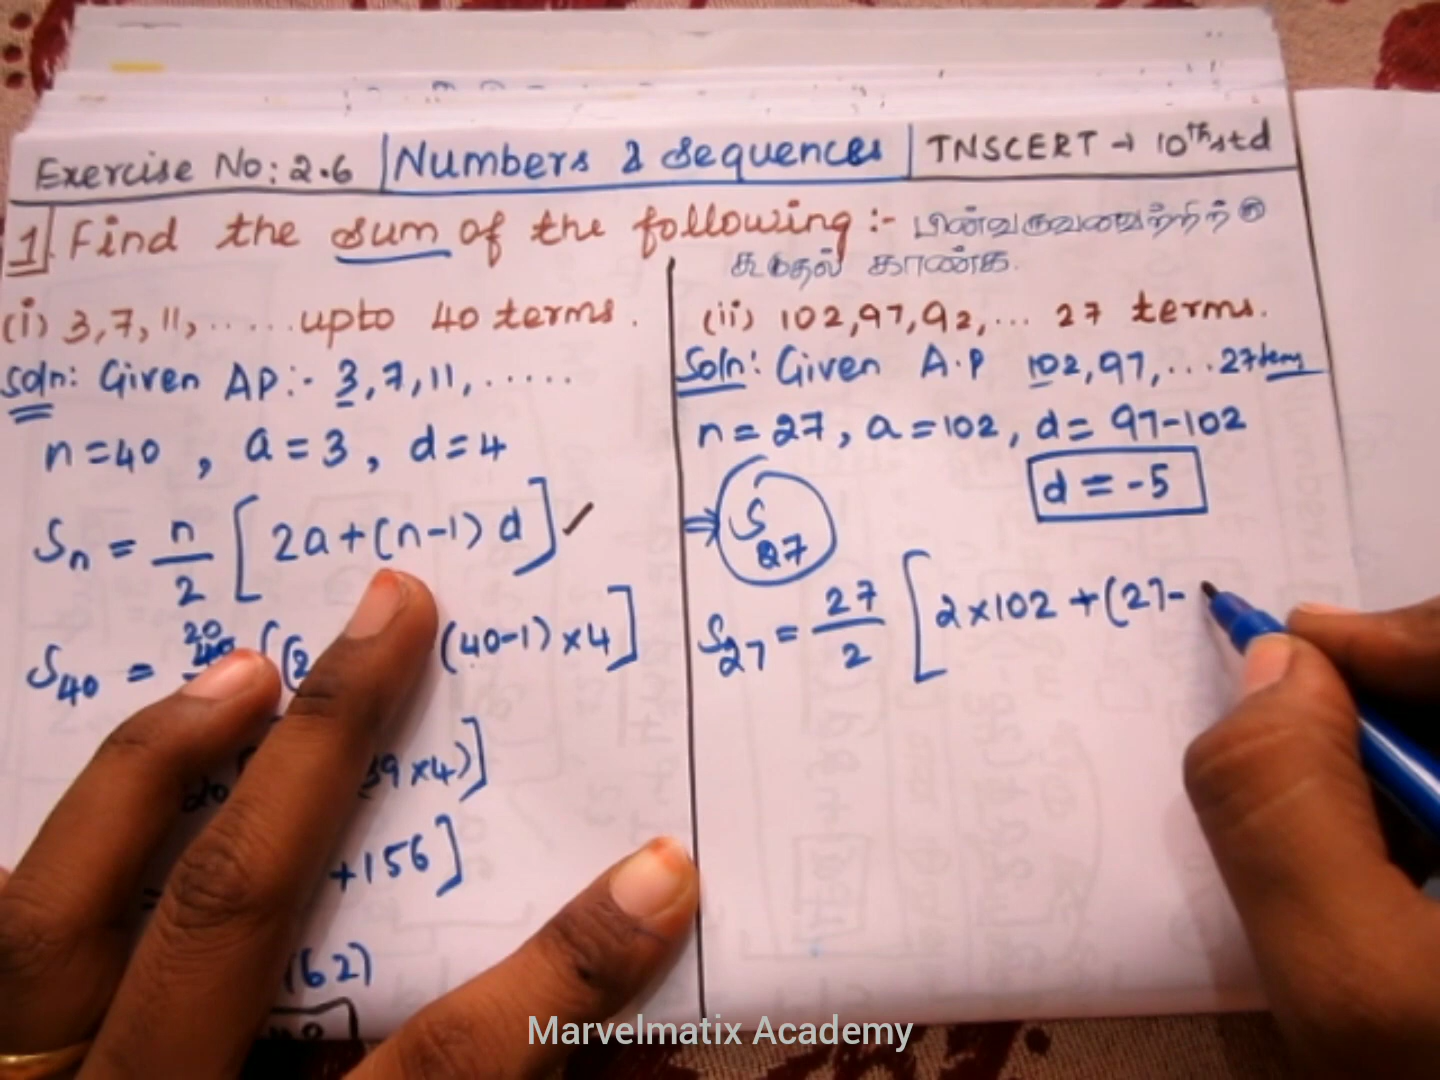 Exercise No: 2.6 | Numbers & Sequences | TNSCERT → 10th std
1. Find the sum of the following :- பின்வருவனவற்றின்
கூடுதல் காண்க.
(i) 3, 7, 11, ..... upto 40 terms.
Soln: Given AP:- 3, 7, 11, .....
n = 40 , a = 3 , d = 4
Sn = n/2 [2a + (n-1) d] ✓
S40 = 20 40 [(2 (40-1) × 4]
39 × 4)]
+156]
(62)
(ii) 102, 97, 92, ... 27 terms.
Soln: Given A.P 102, 97, ... 27 terms
n = 27, a = 102, d = 97-102
d = -5
⇒ S27
S27 = 27/2 [2 × 102 + (27-
Marvelmatix Academy